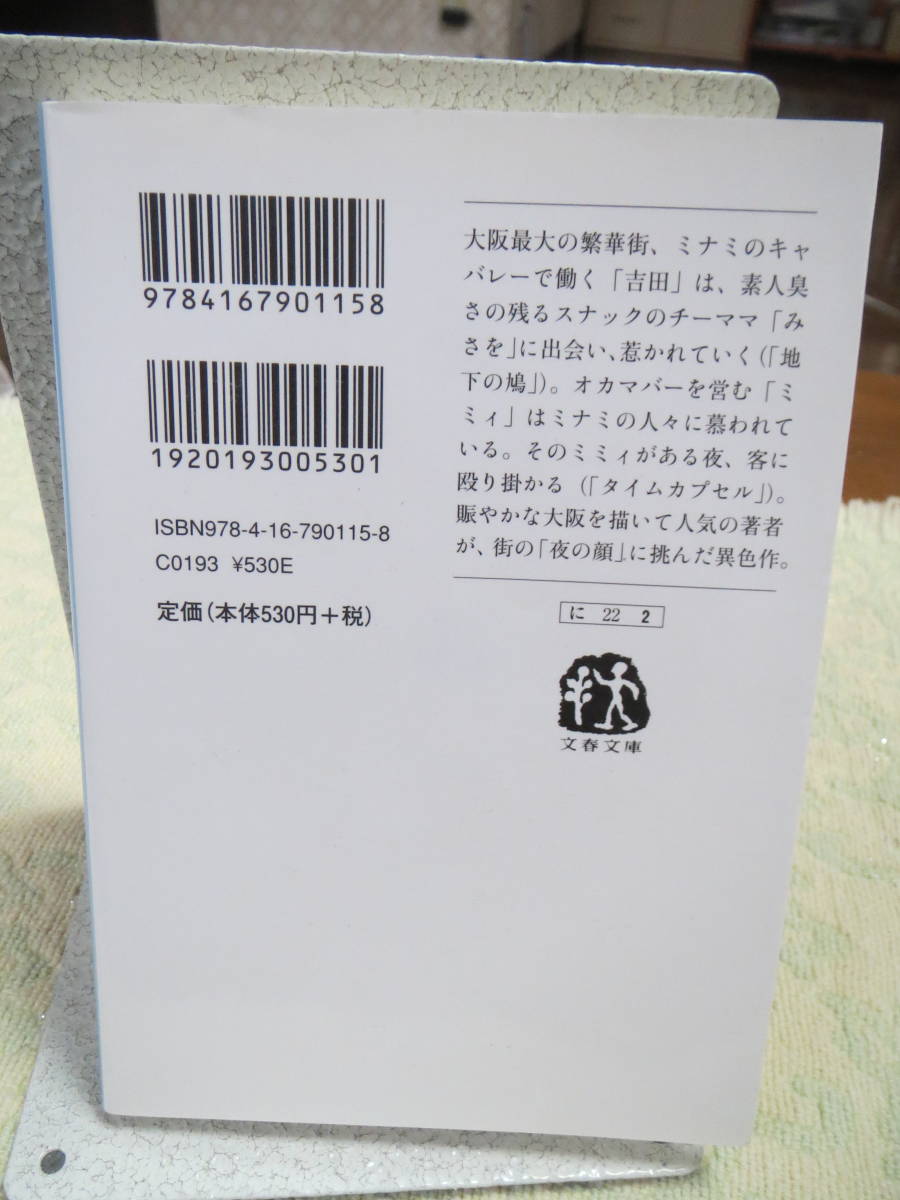 9784167901158
1920193005301
ISBN978-4-16-790115-8
C0193 ¥530E
定価(本体530円+税)
大阪最大の繁華街、ミナミのキャ
バレーで働く「吉田」は、素人臭
さの残るスナックのチーママ「み
さを」に出会い、惹かれていく(「地
下の鳩」)。オカマバーを営む「ミ
ミィ」はミナミの人々に慕われて
いる。そのミミィがある夜、客に
殴り掛かる(「タイムカプセル」)。
賑やかな大阪を描いて人気の著者
が、街の「夜の顔」に挑んだ異色作。
に 22 2
文春文庫